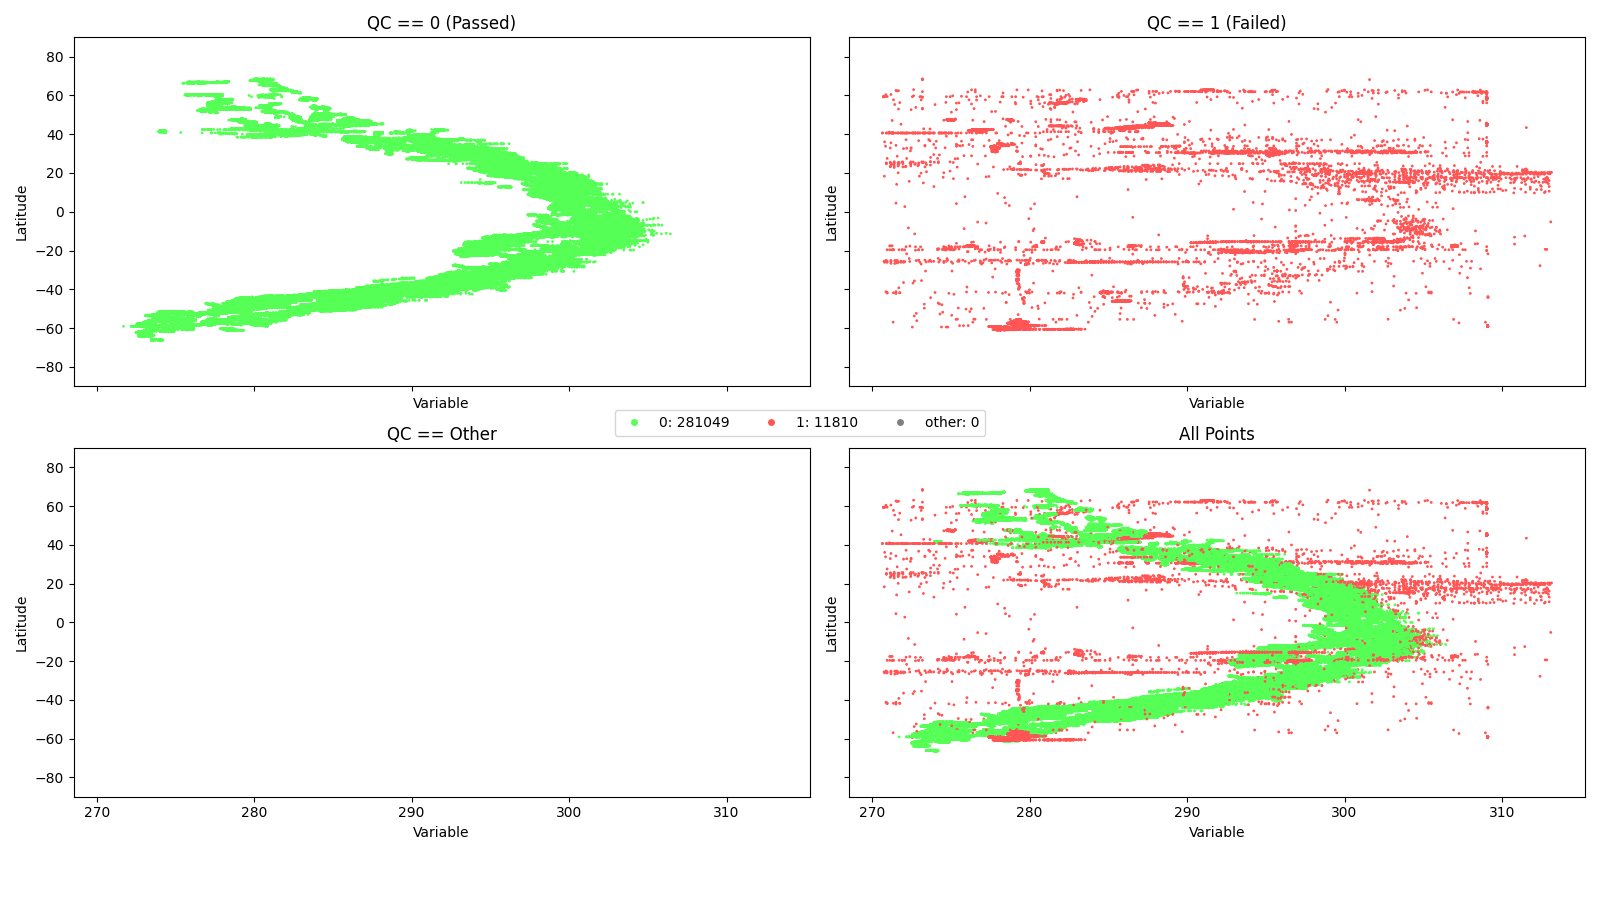 QC == 0 (Passed)
QC == 1 (Failed)
80
60
40
20
0
−20
−40
−60
−80
Latitude
Latitude
Variable
Variable
0: 281049 1: 11810 other: 0
QC == Other
All Points
80
60
40
20
0
−20
−40
−60
−80
Latitude
Latitude
270 280 290 300 310
270 280 290 300 310
Variable
Variable